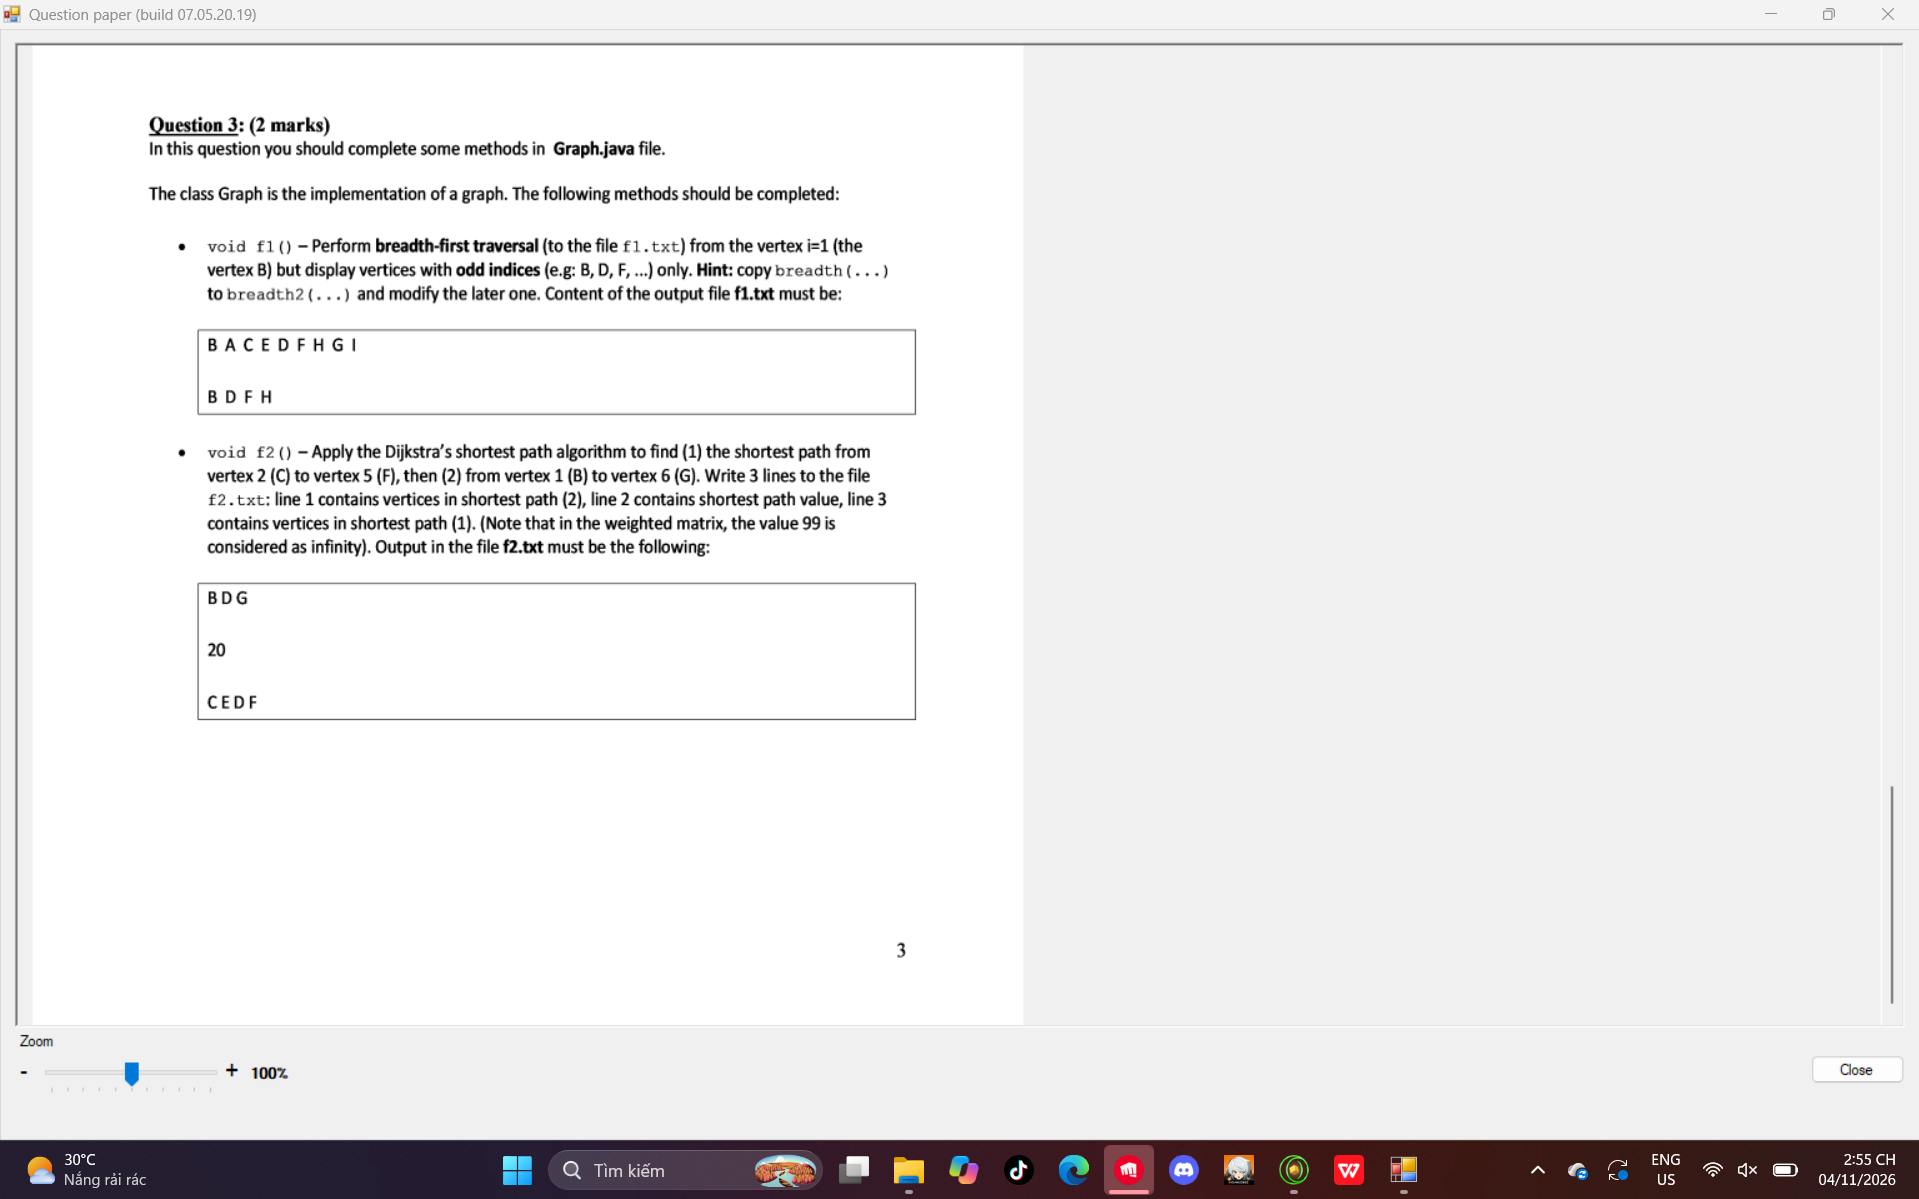 Question paper (build 07.05.20.19)
Question 3: (2 marks)
In this question you should complete some methods in Graph.java file.
The class Graph is the implementation of a graph. The following methods should be completed:
• void f1() – Perform breadth-first traversal (to the file f1.txt) from the vertex i=1 (the
vertex B) but display vertices with odd indices (e.g: B, D, F, ...) only. Hint: copy breadth(...)
to breadth2(...) and modify the later one. Content of the output file f1.txt must be:
B A C E D F H G I
B D F H
• void f2() – Apply the Dijkstra's shortest path algorithm to find (1) the shortest path from
vertex 2 (C) to vertex 5 (F), then (2) from vertex 1 (B) to vertex 6 (G). Write 3 lines to the file
f2.txt: line 1 contains vertices in shortest path (2), line 2 contains shortest path value, line 3
contains vertices in shortest path (1). (Note that in the weighted matrix, the value 99 is
considered as infinity). Output in the file f2.txt must be the following:
B D G
20
C E D F
3
Zoom
- + 100%
Close
30°C
Nắng rải rác
Tìm kiếm
ENG
US
2:55 CH
04/11/2026